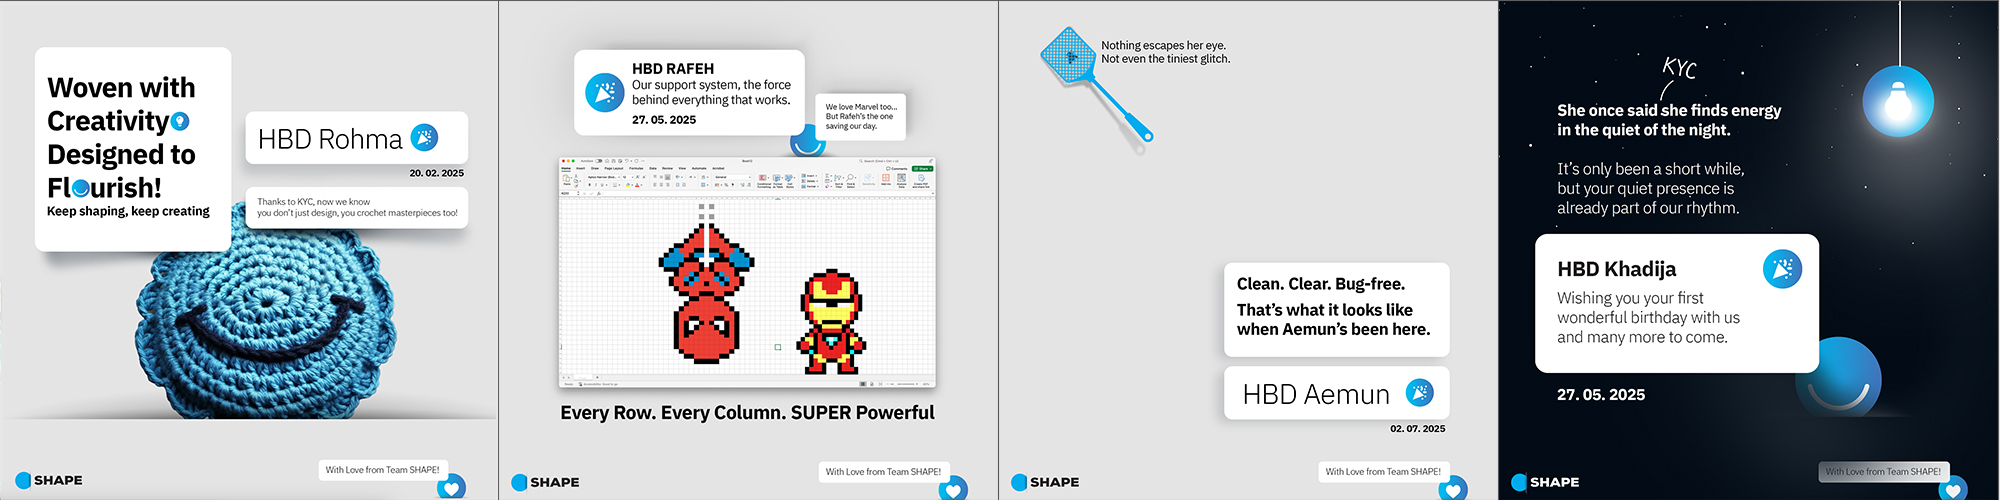 Woven with
Creativity
Designed to
Flourish!
Keep shaping, keep creating
HBD Rohma
20. 02. 2025
Thanks to KYC, now we know
you don't just design, you crochet masterpieces too!
With Love from Team SHAPE!
SHAPE
HBD RAFEH
Our support system, the force
behind everything that works.
27. 05. 2025
We love Marvel too...
But Rafeh's the one
saving our day.
Every Row. Every Column. SUPER Powerful
With Love from Team SHAPE!
SHAPE
Nothing escapes her eye.
Not even the tiniest glitch.
Clean. Clear. Bug-free.
That's what it looks like
when Aemun's been here.
HBD Aemun
02. 07. 2025
With Love from Team SHAPE!
SHAPE
KYC
She once said she finds energy
in the quiet of the night.
It's only been a short while,
but your quiet presence is
already part of our rhythm.
HBD Khadija
Wishing you your first
wonderful birthday with us
and many more to come.
27. 05. 2025
With Love from Team SHAPE!
SHAPE